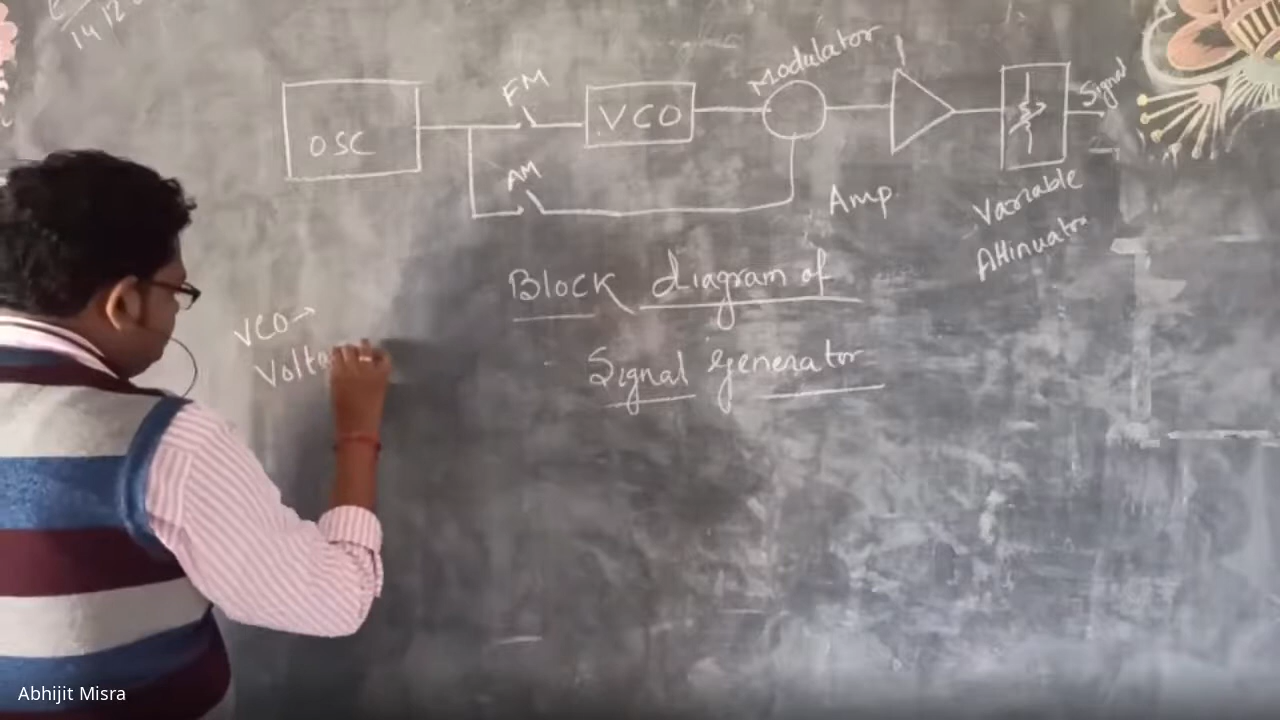 14/12
FM
OSC
VCO
Modulator
Signal
AM
Amp
Variable
Attinuator
Block diagram of
Signal Generator
VCO→
Volta
Abhijit Misra